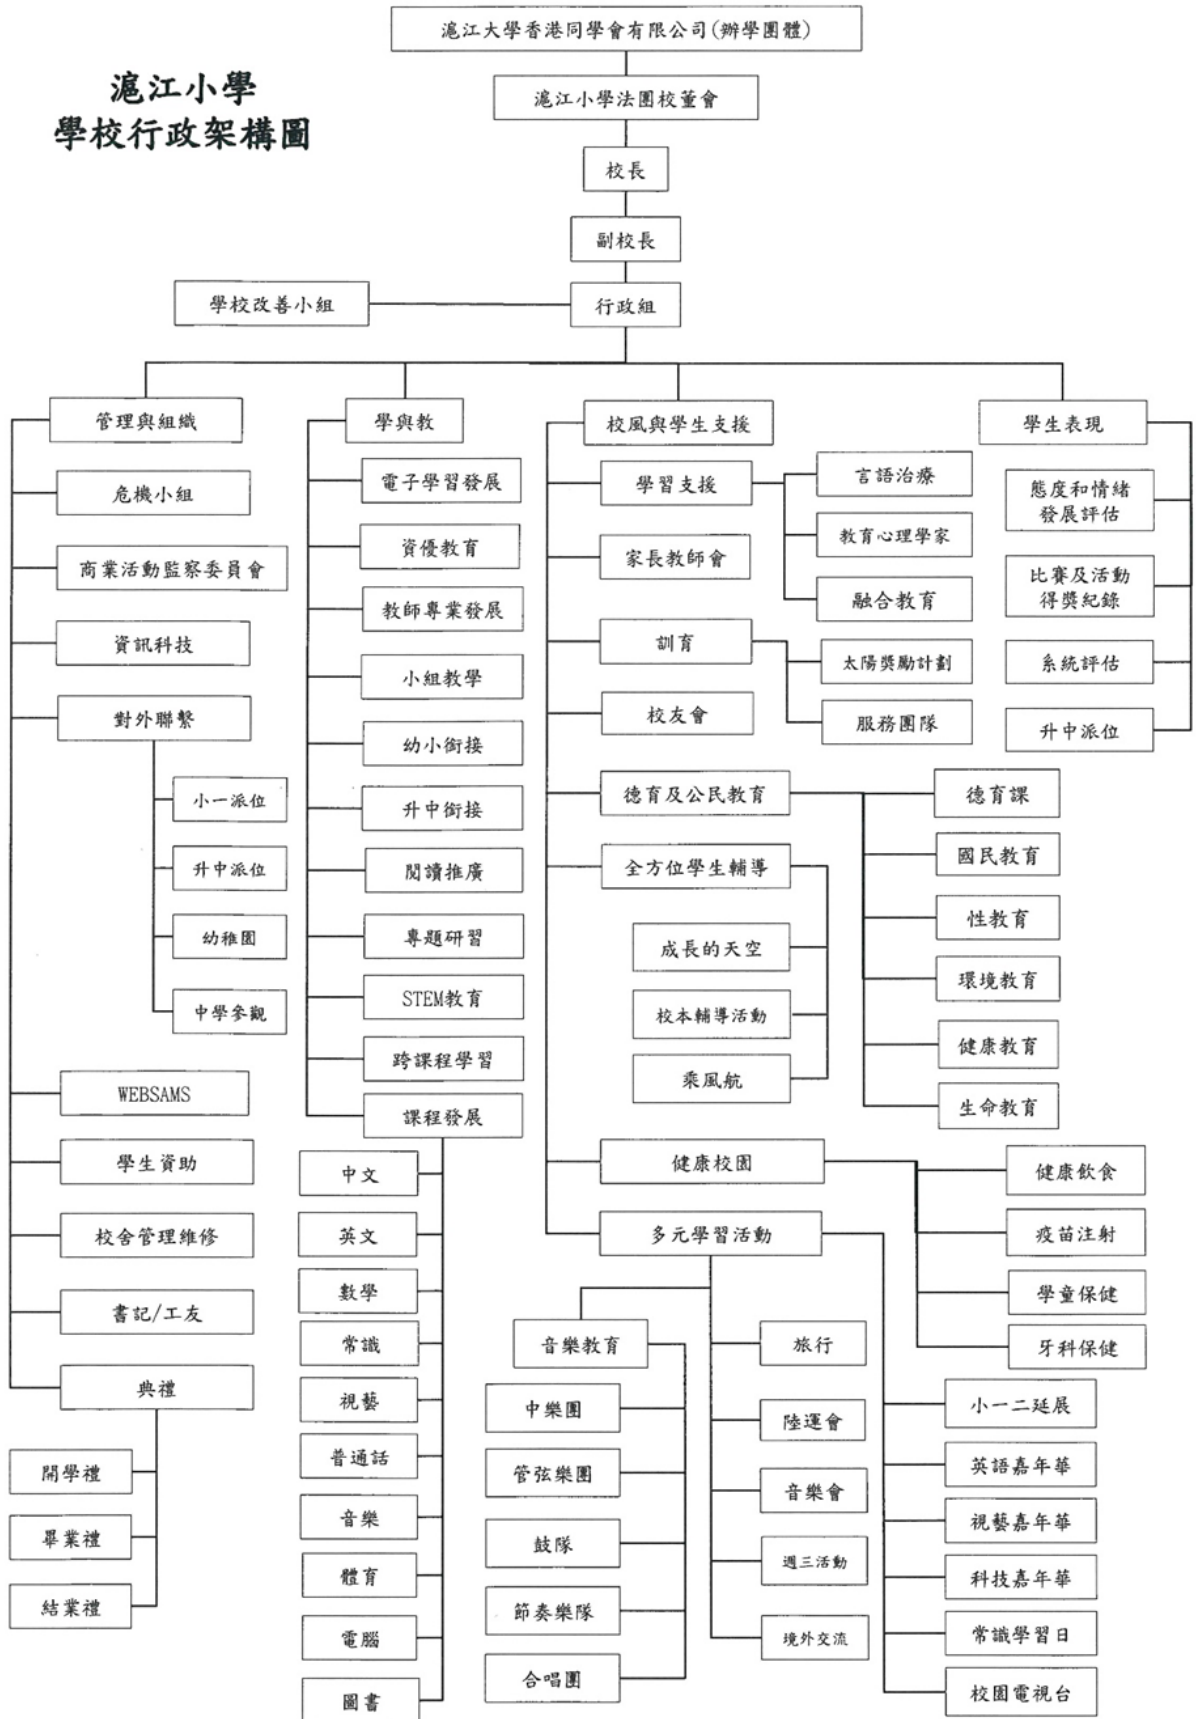 滬江大學香港同學會有限公司(辦學團體)
滬江小學
學校行政架構圖
滬江小學法團校董會
校長
副校長
學校改善小組
行政組
管理與組織
危機小組
商業活動監察委員會
資訊科技
對外聯繫
小一派位
升中派位
幼稚園
中學參觀
WEBSAMS
學生資助
校舍管理維修
書記/工友
典禮
開學禮
畢業禮
結業禮
學與教
電子學習發展
資優教育
教師專業發展
小組教學
幼小銜接
升中銜接
閱讀推廣
專題研習
STEM教育
跨課程學習
課程發展
中文
英文
數學
常識
視藝
普通話
音樂
體育
電腦
圖書
校風與學生支援
學習支援
言語治療
教育心理學家
融合教育
家長教師會
訓育
太陽獎勵計劃
服務團隊
校友會
德育及公民教育
德育課
國民教育
性教育
環境教育
健康教育
生命教育
全方位學生輔導
成長的天空
校本輔導活動
乘風航
健康校園
健康飲食
疫苗注射
學童保健
牙科保健
多元學習活動
音樂教育
中樂團
管弦樂團
鼓隊
節奏樂隊
合唱團
旅行
陸運會
音樂會
週三活動
境外交流
小一二延展
英語嘉年華
視藝嘉年華
科技嘉年華
常識學習日
校園電視台
學生表現
態度和情緒
發展評估
比賽及活動
得獎紀錄
系統評估
升中派位